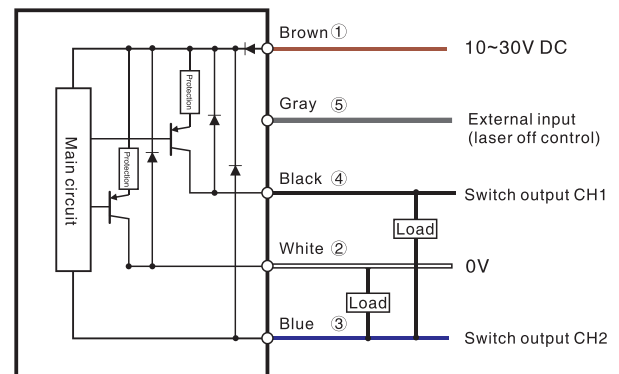 Brown ①
10~30V DC
Protection
Gray ⑤
External input
(laser off control)
Main circuit
Protection
Black ④
Switch output CH1
Load
White ②
0V
Load
Blue ③
Switch output CH2